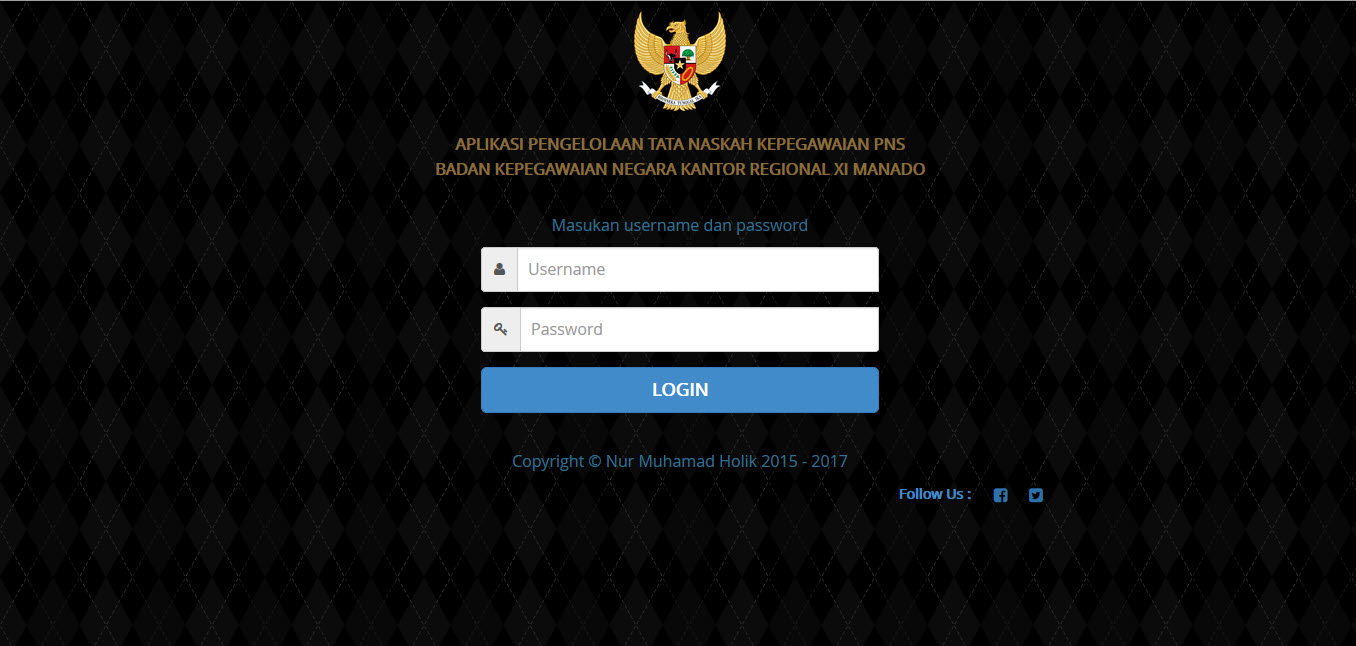 APLIKASI PENGELOLAAN TATA NASKAH KEPEGAWAIAN PNS
BADAN KEPEGAWAIAN NEGARA KANTOR REGIONAL XI MANADO
Masukan username dan password
Username
Password
LOGIN
Copyright © Nur Muhamad Holik 2015 - 2017
Follow Us :